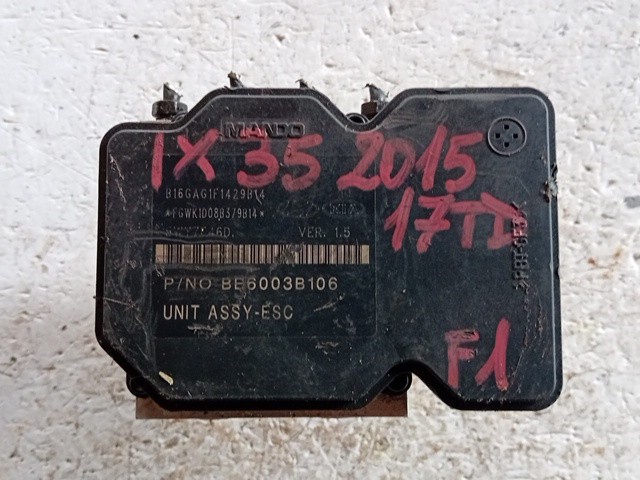 MANDO
IX 35 2015
B16GAG1F1429B14
17TD
VER. 1.5
P/NO BE6003B106
UNIT ASSY-ESC
F1